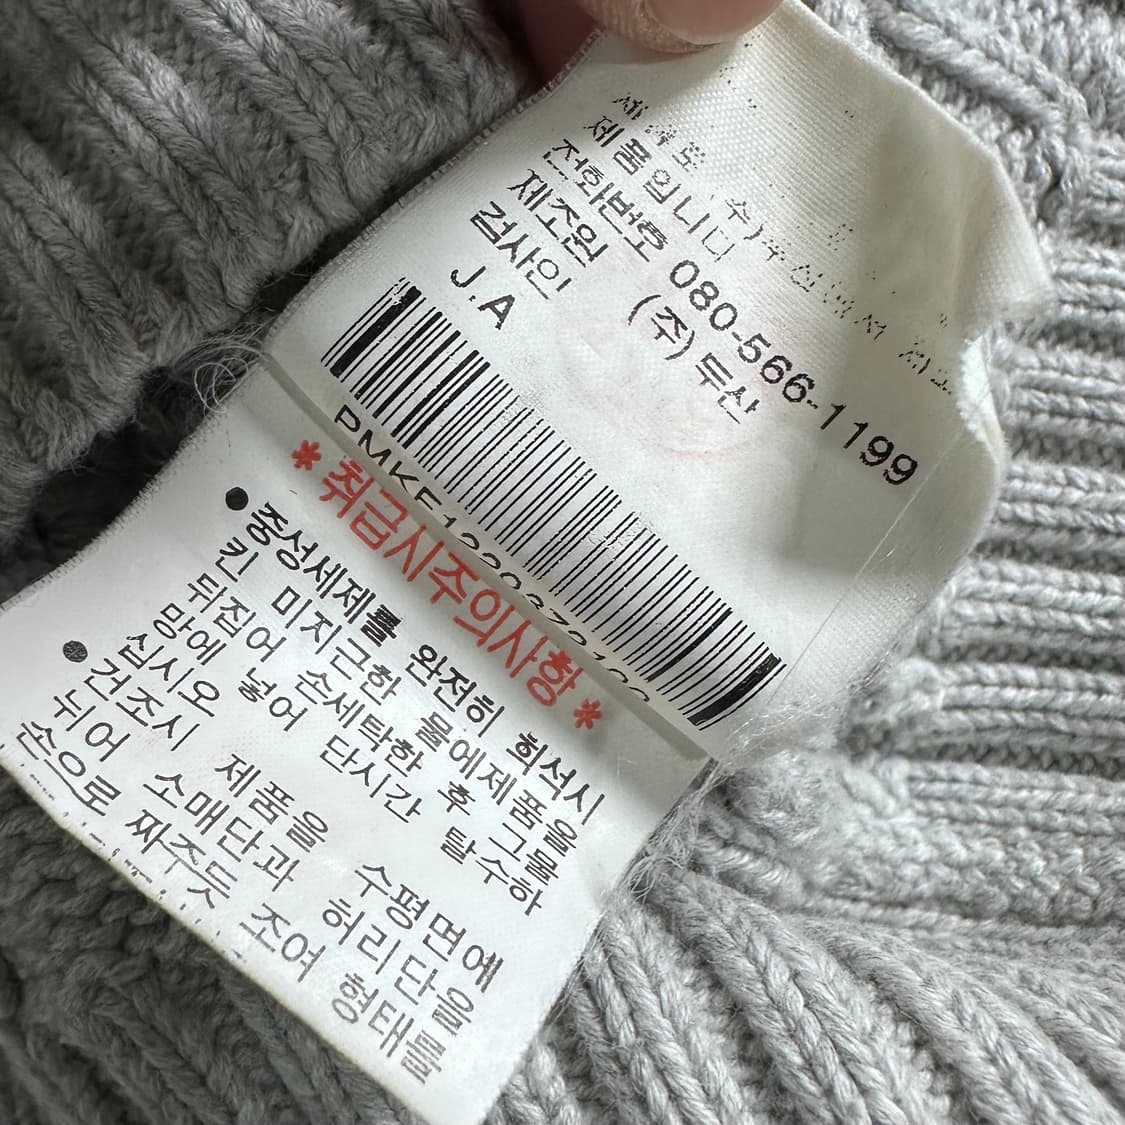 제품입니다
전화번호 080-566-1199
제조원 (주)두산
검사인
J.A
* 취급시주의사항 *
● 중성세제를 완전히 희석시
킨 미지근한 물에제품을
뒤집어 손세탁한 후 그물
망에 넣어 단시간 탈수하
십시오
● 건조시 제품을 수평면에
뉘어 소매단과 허리단을
손으로 짜주듯 조여 형태를